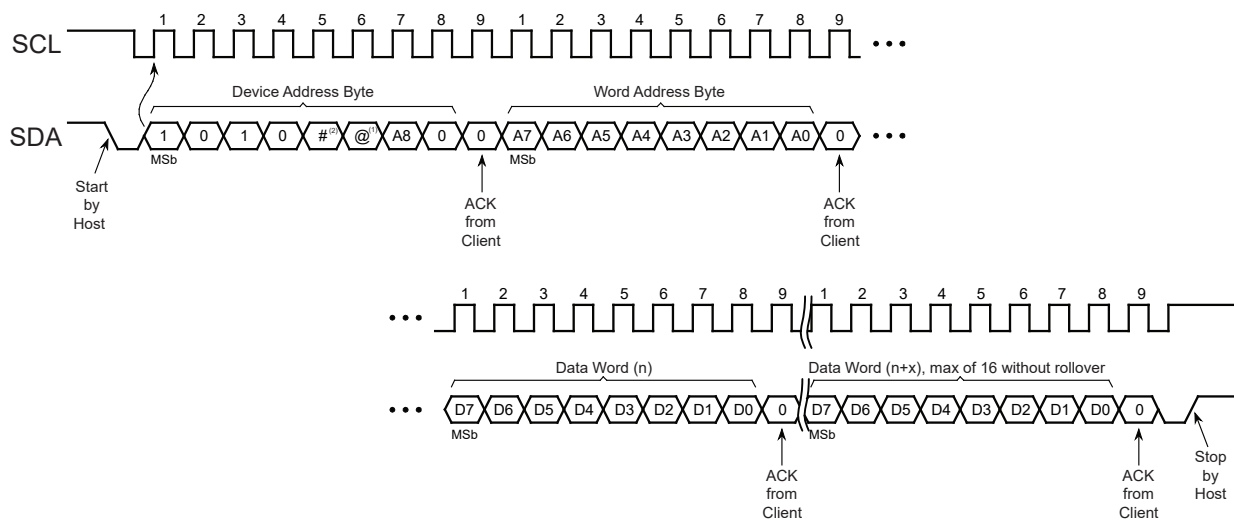 1 2 3 4 5 6 7 8 9 1 2 3 4 5 6 7 8 9
SCL
Device Address Byte Word Address Byte
SDA 1 0 1 0 #(2) @(1) A8 0 0 A7 A6 A5 A4 A3 A2 A1 A0 0
MSb MSb
Start
by
Host
ACK
from
Client
ACK
from
Client
1 2 3 4 5 6 7 8 9 1 2 3 4 5 6 7 8 9
Data Word (n) Data Word (n+x), max of 16 without rollover
D7 D6 D5 D4 D3 D2 D1 D0 0 D7 D6 D5 D4 D3 D2 D1 D0 0
MSb MSb
ACK
from
Client
ACK
from
Client
Stop
by
Host